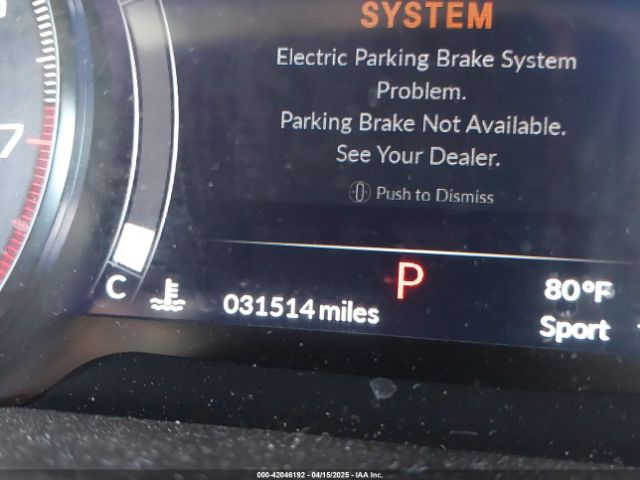 SYSTEM
Electric Parking Brake System
Problem.
Parking Brake Not Available.
See Your Dealer.
Push to Dismiss
7
C
P
80°F
031514 miles
Sport
000-42046192 - 04/15/2025 - IAA Inc.